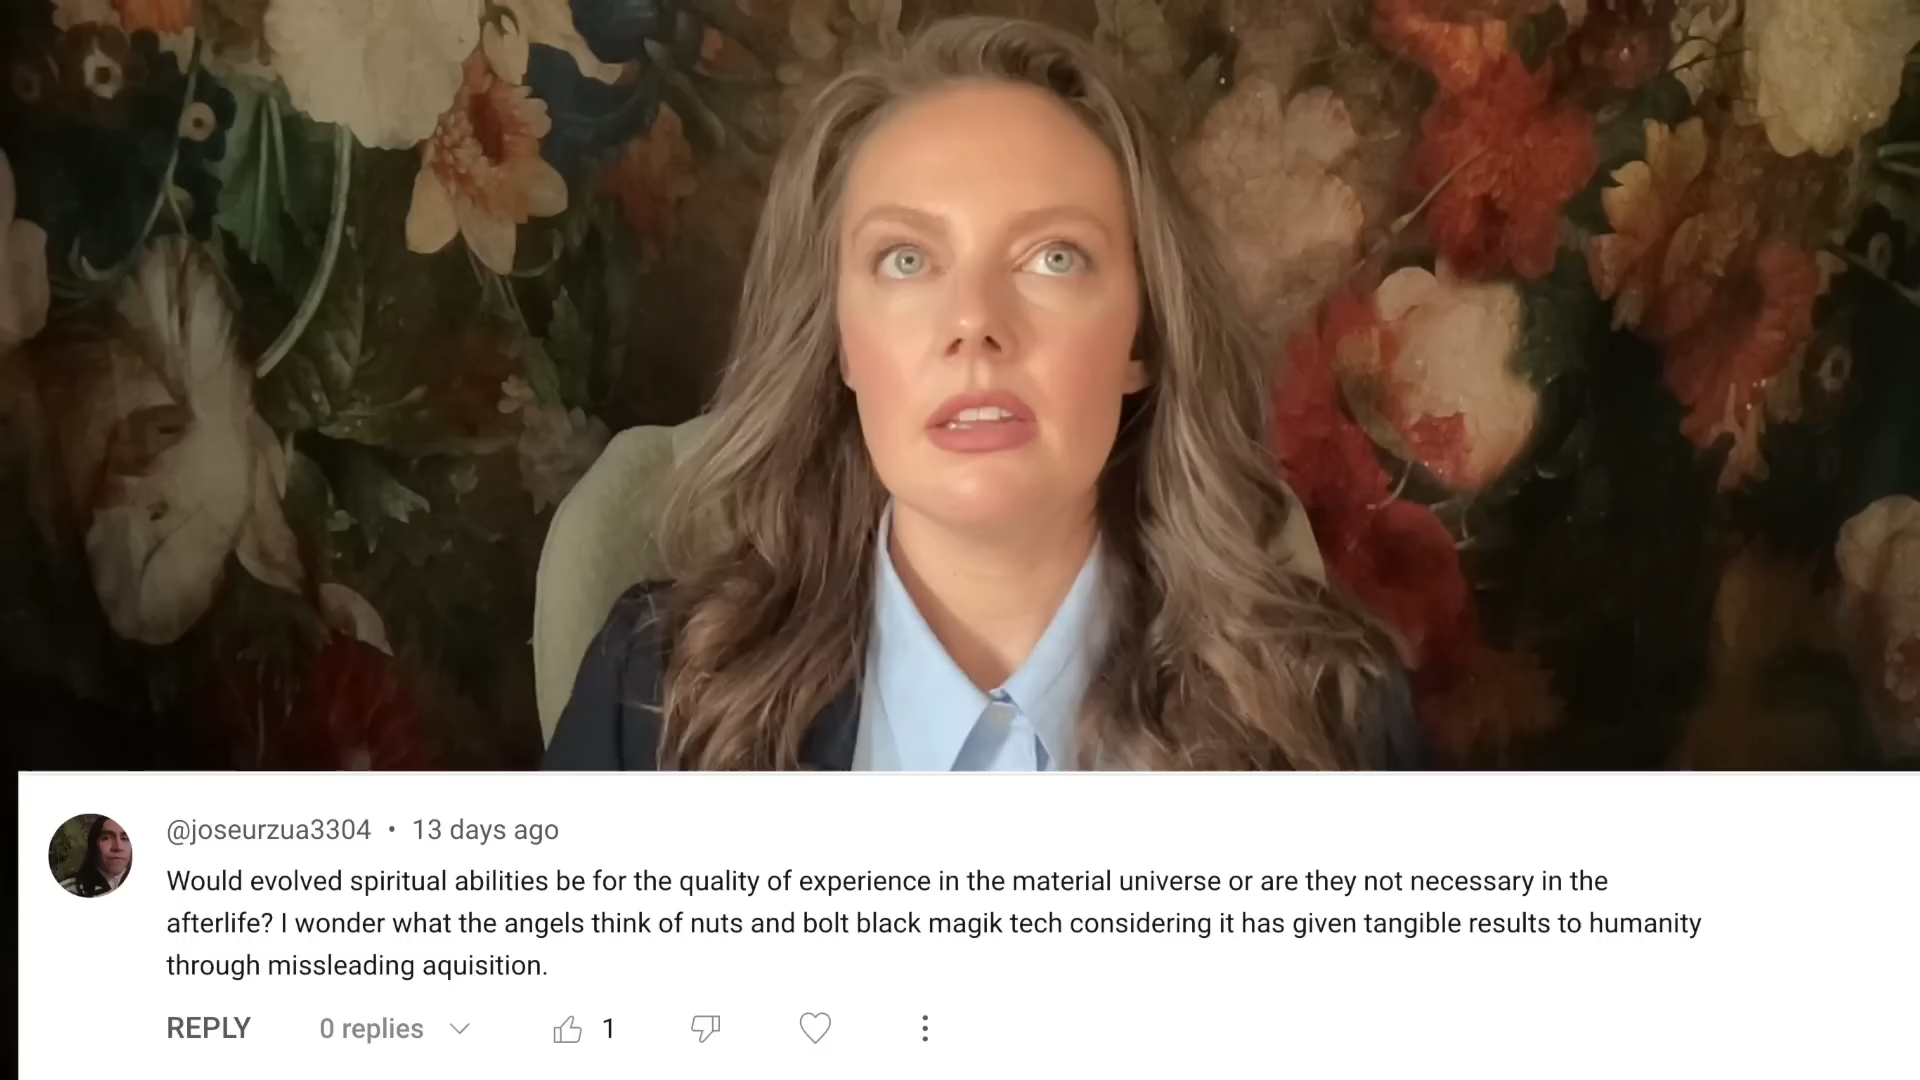 @joseurzua3304 • 13 days ago
Would evolved spiritual abilities be for the quality of experience in the material universe or are they not necessary in the
afterlife? I wonder what the angels think of nuts and bolt black magik tech considering it has given tangible results to humanity
through missleading aquisition.
REPLY 0 replies 1